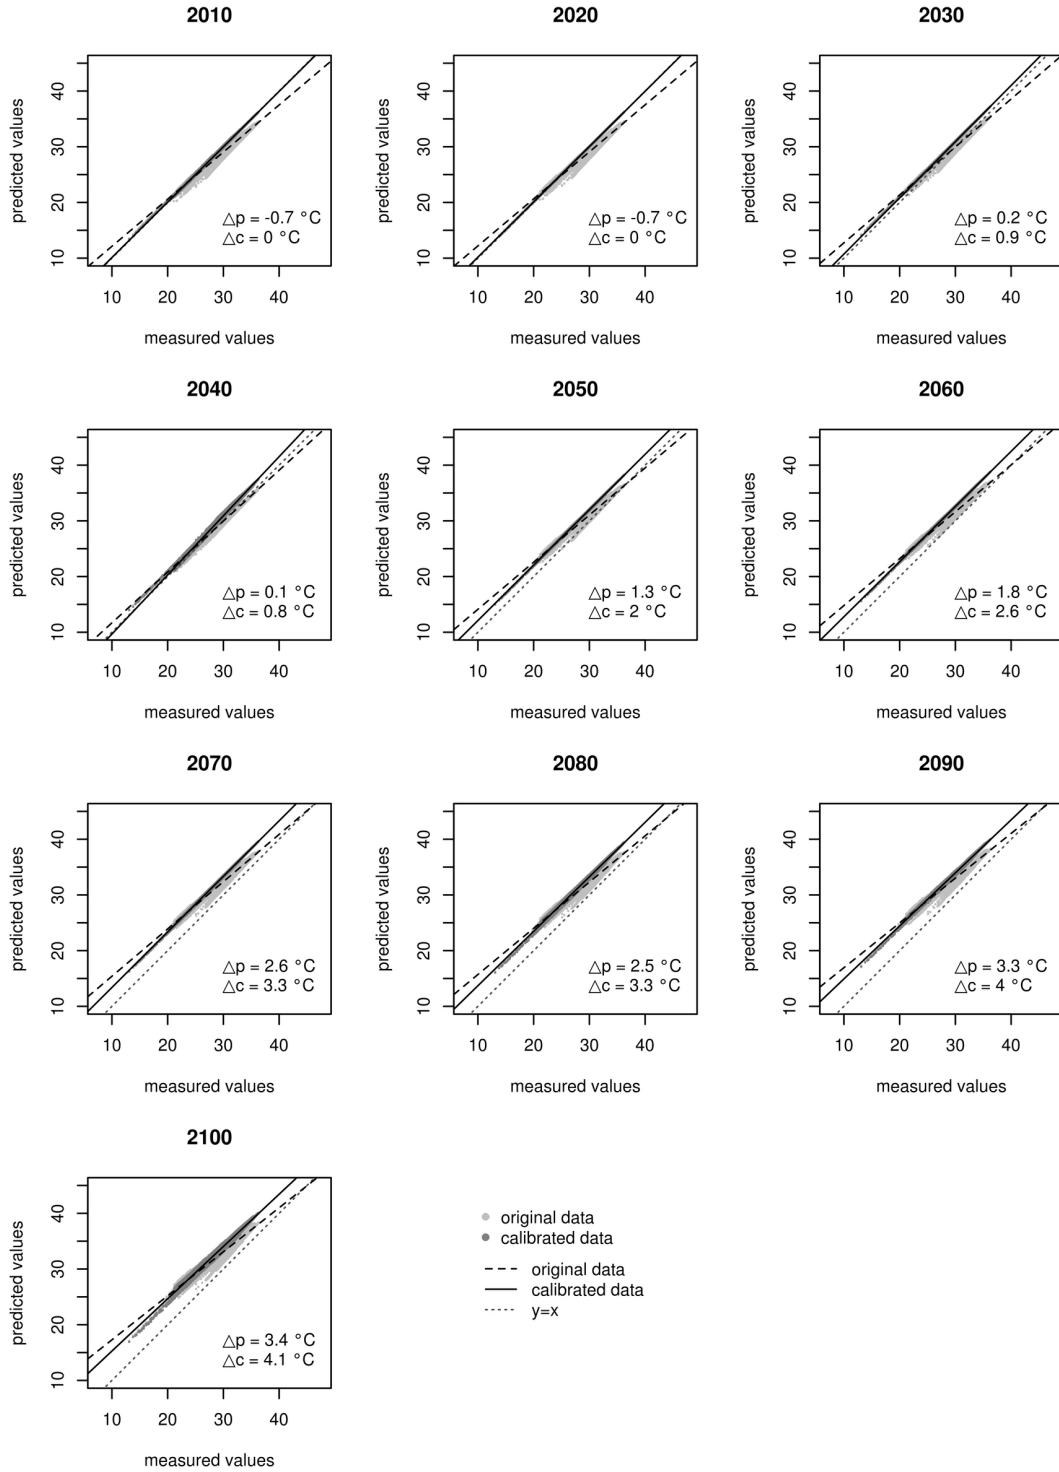 2010
predicted values
10 20 30 40
△p = -0.7 °C
△c = 0 °C
10 20 30 40
measured values
2020
predicted values
10 20 30 40
△p = -0.7 °C
△c = 0 °C
10 20 30 40
measured values
2030
predicted values
10 20 30 40
△p = 0.2 °C
△c = 0.9 °C
10 20 30 40
measured values
2040
predicted values
10 20 30 40
△p = 0.1 °C
△c = 0.8 °C
10 20 30 40
measured values
2050
predicted values
10 20 30 40
△p = 1.3 °C
△c = 2 °C
10 20 30 40
measured values
2060
predicted values
10 20 30 40
△p = 1.8 °C
△c = 2.6 °C
10 20 30 40
measured values
2070
predicted values
10 20 30 40
△p = 2.6 °C
△c = 3.3 °C
10 20 30 40
measured values
2080
predicted values
10 20 30 40
△p = 2.5 °C
△c = 3.3 °C
10 20 30 40
measured values
2090
predicted values
10 20 30 40
△p = 3.3 °C
△c = 4 °C
10 20 30 40
measured values
2100
predicted values
10 20 30 40
△p = 3.4 °C
△c = 4.1 °C
10 20 30 40
measured values
original data
calibrated data
original data
calibrated data
y=x